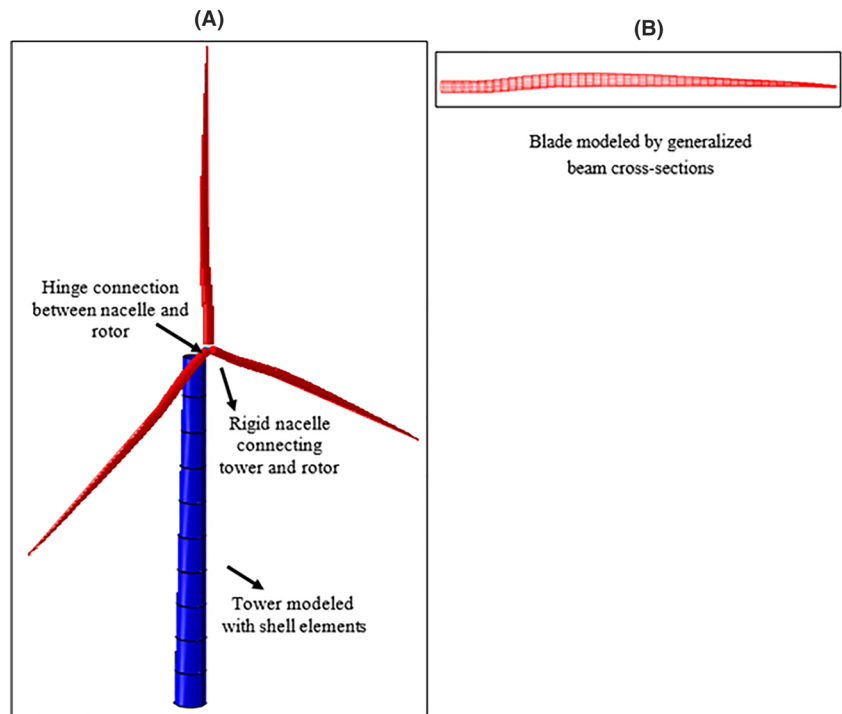 (A)
(B)
Blade modeled by generalized
beam cross-sections
Hinge connection
between nacelle and
rotor
Rigid nacelle
connecting
tower and rotor
Tower modeled
with shell elements